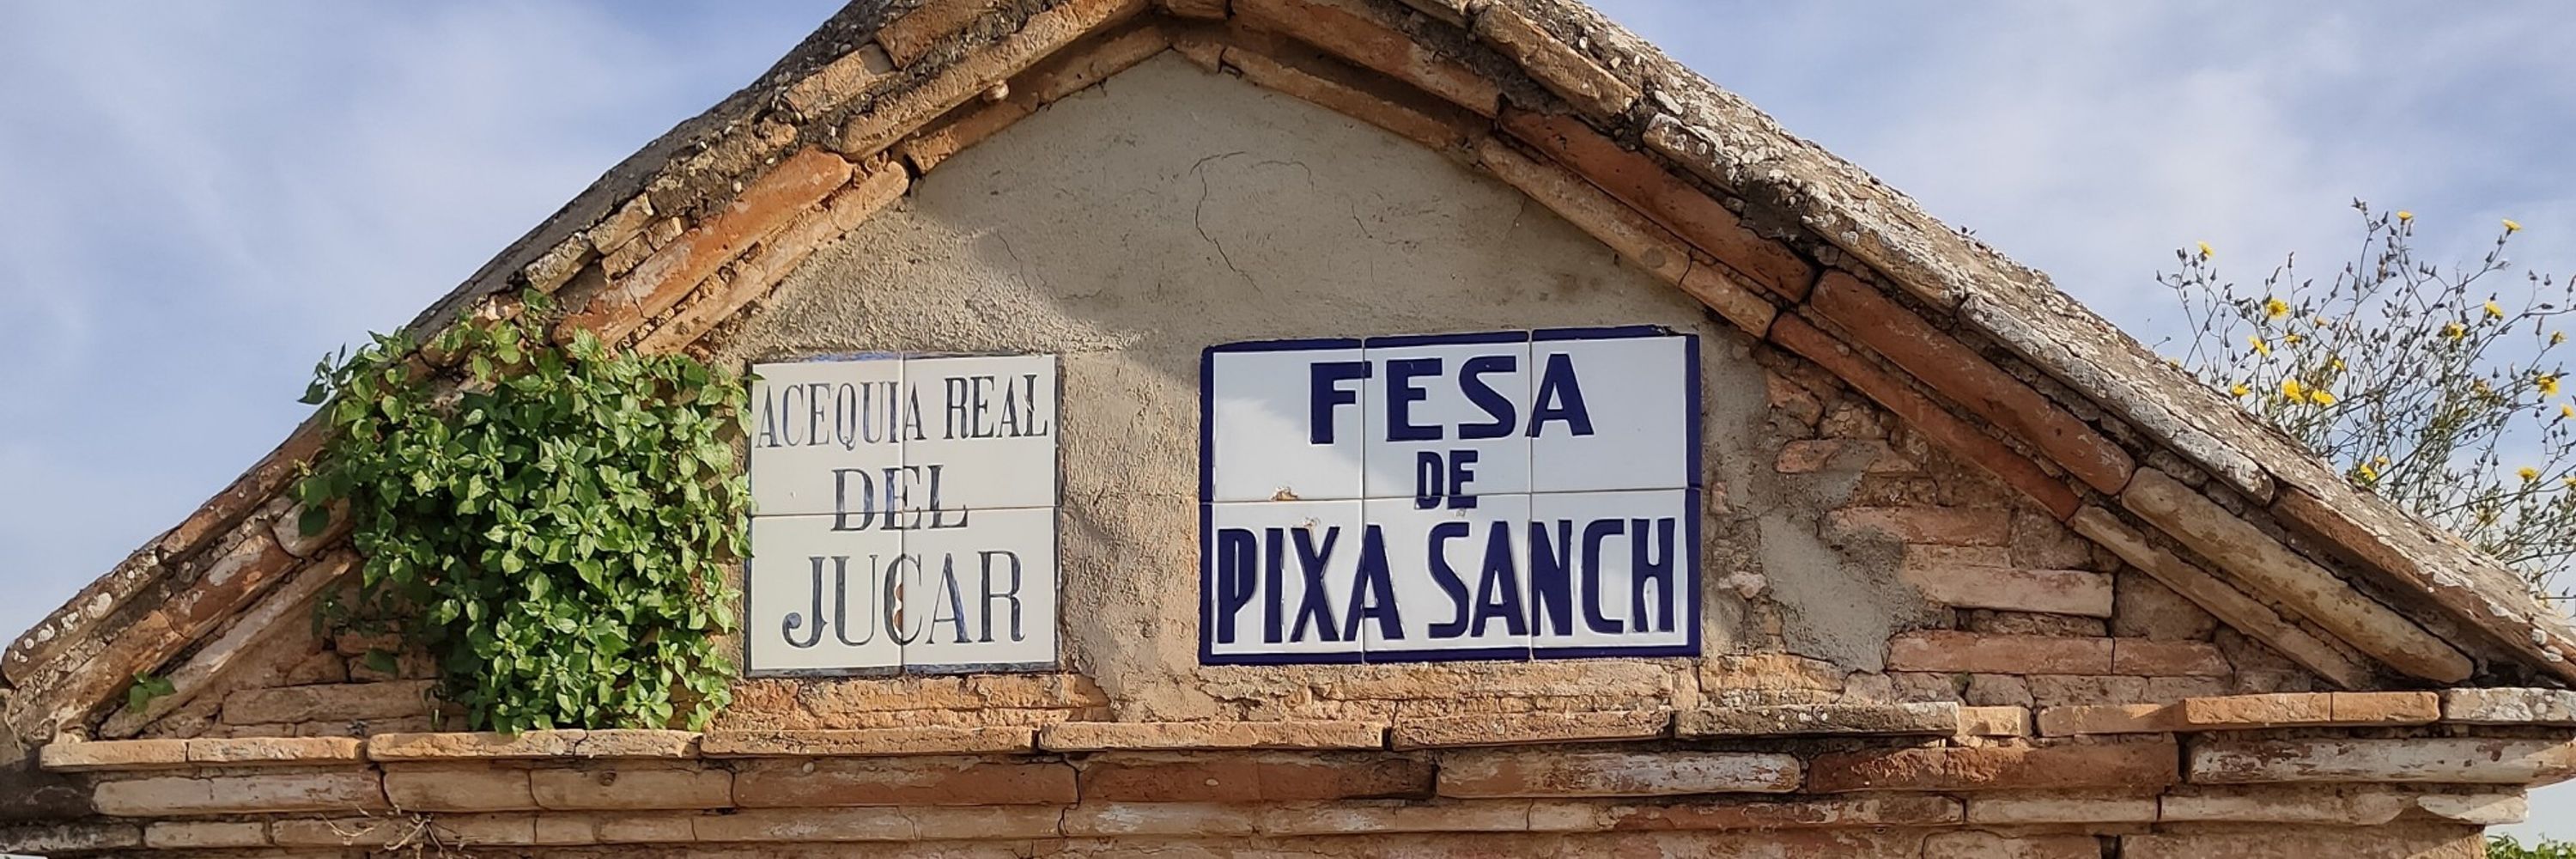 ACEQUIA REAL
DEL
JUCAR
FESA
DE
PIXA SANCH